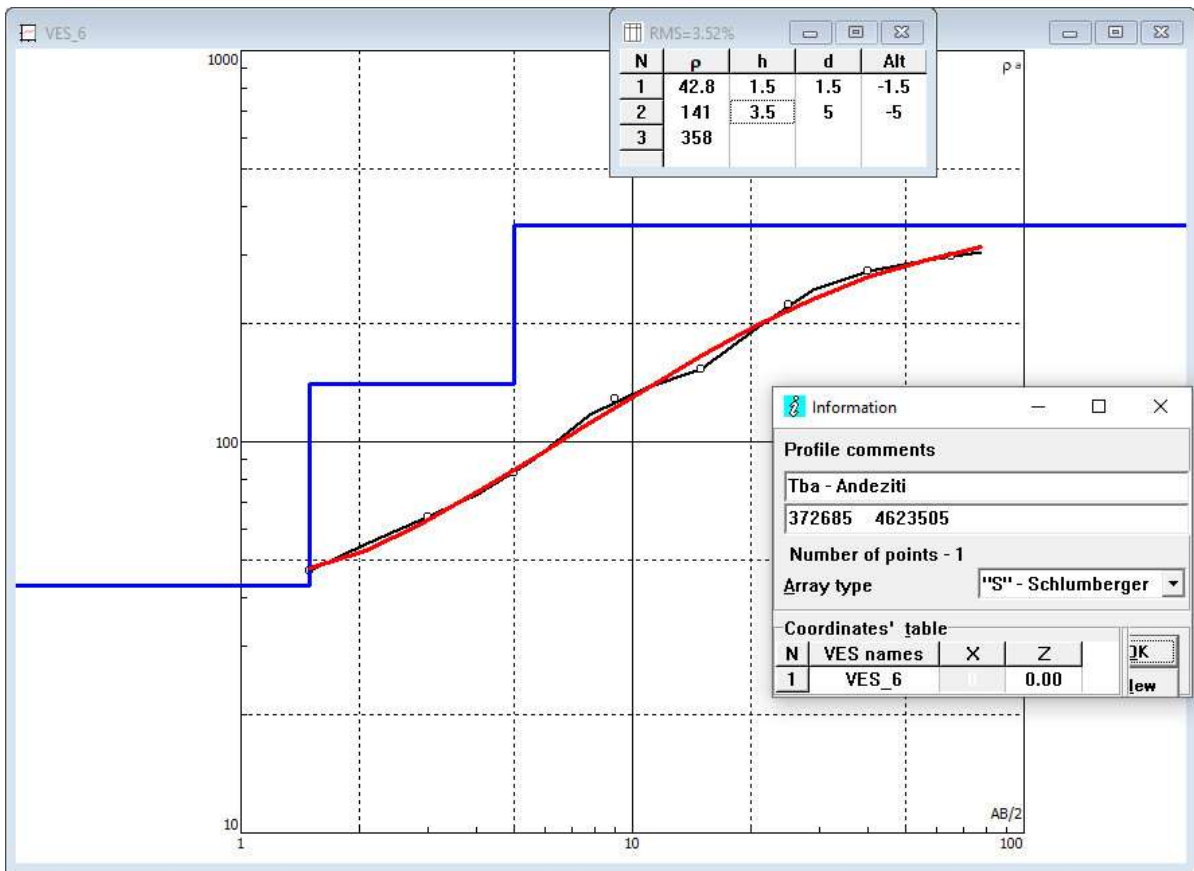 VES_6
RMS=3.52%
N ρ h d Alt
1 42.8 1.5 1.5 -1.5
2 141 3.5 5 -5
3 358
1000
ρ a
100
10
AB/2
1 10 100
Information
Profile comments
Tba - Andeziti
372685 4623505
Number of points - 1
Array type "S" - Schlumberger
Coordinates' table
N VES names X Z
1 VES_6 0 0.00